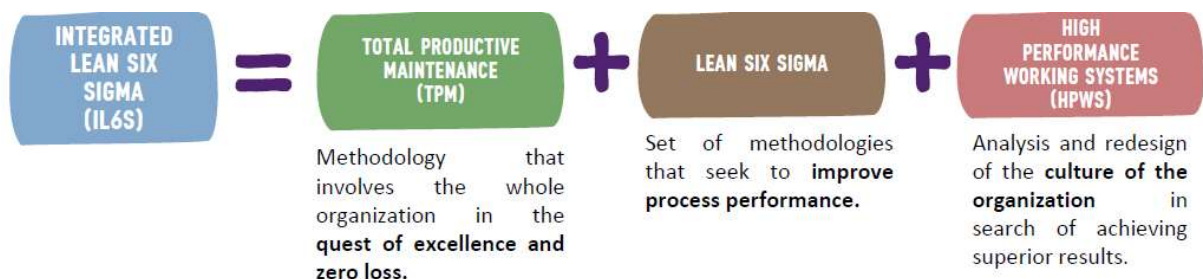 INTEGRATED
LEAN SIX
SIGMA
(IL6S)
=
TOTAL PRODUCTIVE
MAINTENANCE
(TPM)
+
LEAN SIX SIGMA
+
HIGH
PERFORMANCE
WORKING SYSTEMS
(HPWS)
Methodology that
involves the whole
organization in the
quest of excellence and
zero loss.
Set of methodologies
that seek to improve
process performance.
Analysis and redesign
of the culture of the
organization in
search of achieving
superior results.